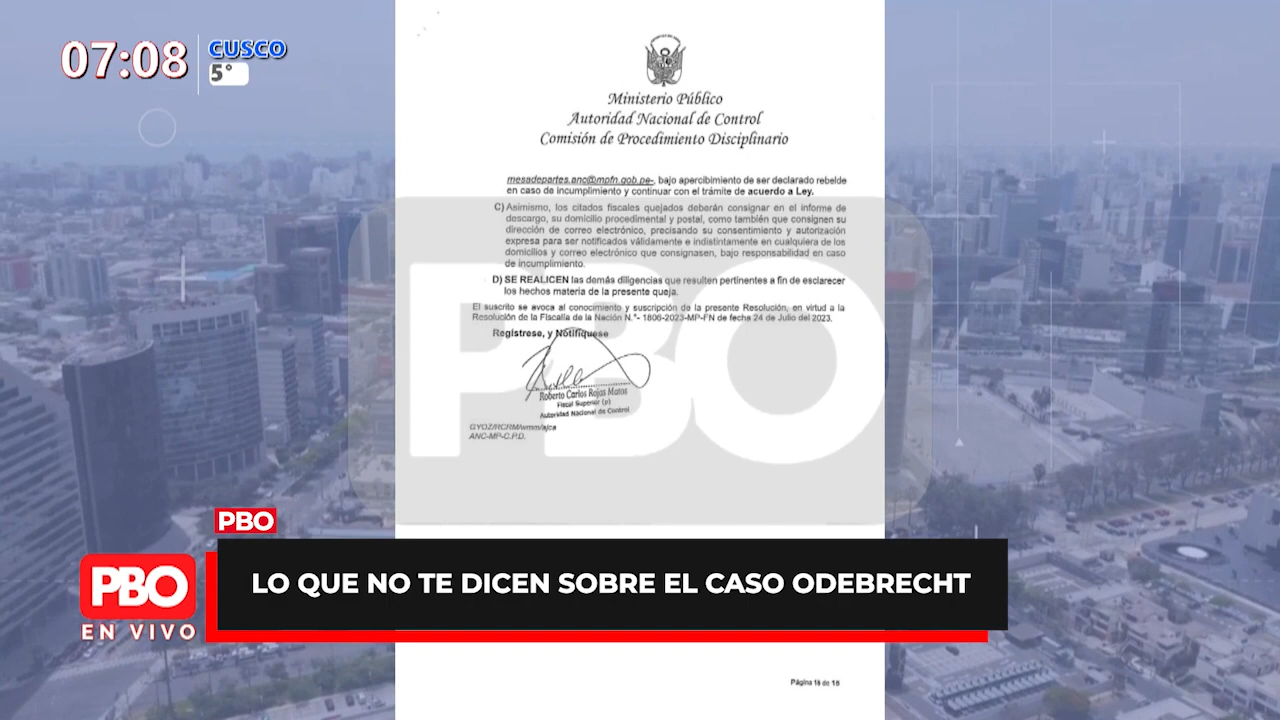 07:08
CUSCO
5°
Ministerio Público
Autoridad Nacional de Control
Comisión de Procedimiento Disciplinario
mesadepartes.anc@mpfn.gob.pe-, bajo apercibimiento de ser declarado rebelde
en caso de incumplimiento y continuar con el trámite de acuerdo a Ley.
C) Asimismo, los citados fiscales quejados deberán consignar en el informe de
descargo, su domicilio procedimental y postal, como también que consignen su
dirección de correo electrónico, precisando su consentimiento y autorización
expresa para ser notificados válidamente e indistintamente en cualquiera de los
domicilios y correo electrónico que consignasen, bajo responsabilidad en caso
de incumplimiento.
D) SE REALICEN las demás diligencias que resulten pertinentes a fin de esclarecer
los hechos materia de la presente queja.
El suscrito se avoca al conocimiento y suscripción de la presente Resolución, en virtud a la
Resolución de la Fiscalía de la Nación N.°- 1806-2023-MP-FN de fecha 24 de Julio del 2023.
Regístrese, y Notifíquese
Roberto Carlos Rojas Matos
Fiscal Superior (p)
Autoridad Nacional de Control
GYOZ/RCRM/wmm/ajca
ANC-MP-C.P.D.
PBO
PBO
LO QUE NO TE DICEN SOBRE EL CASO ODEBRECHT
PBO
EN VIVO
Página 18 de 18